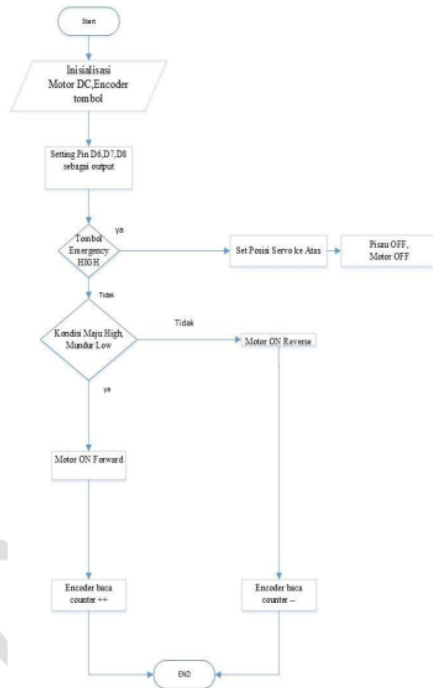 Start
Inisialisasi
Motor DC,Encoder
tombol
Setting Pin D6,D7,D8
sebagai output
Tombol
Emergency
HIGH
ya
Set Posisi Servo ke Atas
Pisau OFF,
Motor OFF
Tidak
Kondisi Maju High,
Mundur Low
Tidak
Motor ON Reverse
ya
Motor ON Forward
Encoder baca
counter ++
Encoder baca
counter --
END